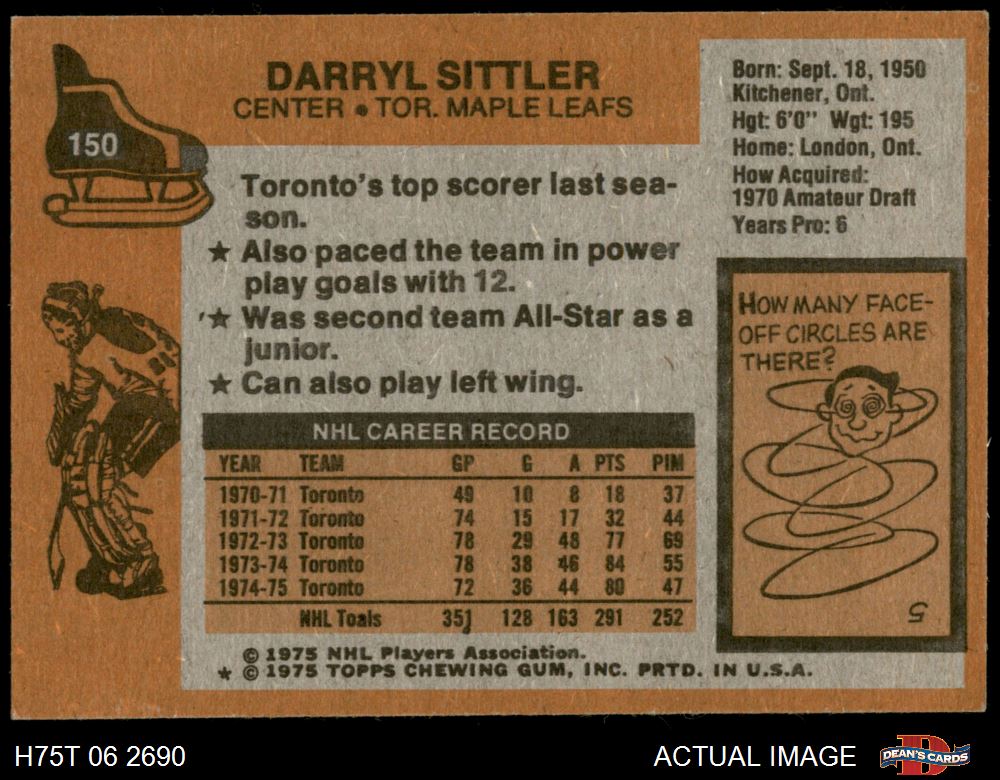 150
DARRYL SITTLER
CENTER • TOR. MAPLE LEAFS
Born: Sept. 18, 1950
Kitchener, Ont.
Hgt: 6'0" Wgt: 195
Home: London, Ont.
How Acquired:
1970 Amateur Draft
Years Pro: 6
Toronto's top scorer last sea-
son.
★ Also paced the team in power
play goals with 12.
★ Was second team All-Star as a
junior.
★ Can also play left wing.
HOW MANY FACE-
OFF CIRCLES ARE
THERE?
5
NHL CAREER RECORD
YEAR TEAM GP G A PTS PIM
1970-71 Toronto 49 10 8 18 37
1971-72 Toronto 74 15 17 32 44
1972-73 Toronto 78 29 48 77 69
1973-74 Toronto 78 38 46 84 55
1974-75 Toronto 72 36 44 80 47
NHL Toals 351 128 163 291 252
© 1975 NHL Players Association.
★ © 1975 TOPPS CHEWING GUM, INC. PRTD. IN U.S.A.
H75T 06 2690
ACTUAL IMAGE
DEAN'S CARDS